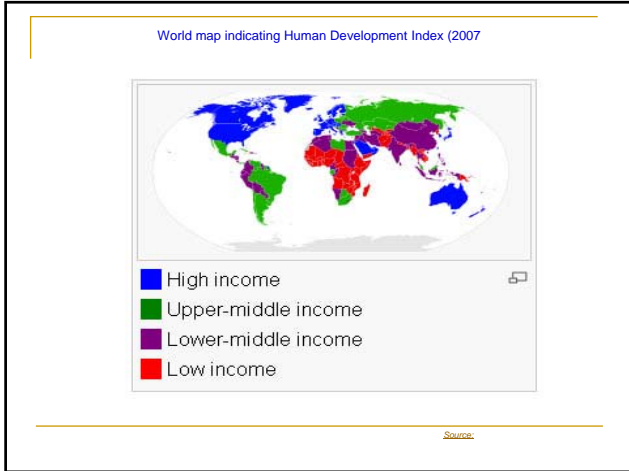 World map indicating Human Development Index (2007
High income
Upper-middle income
Lower-middle income
Low income
Source: